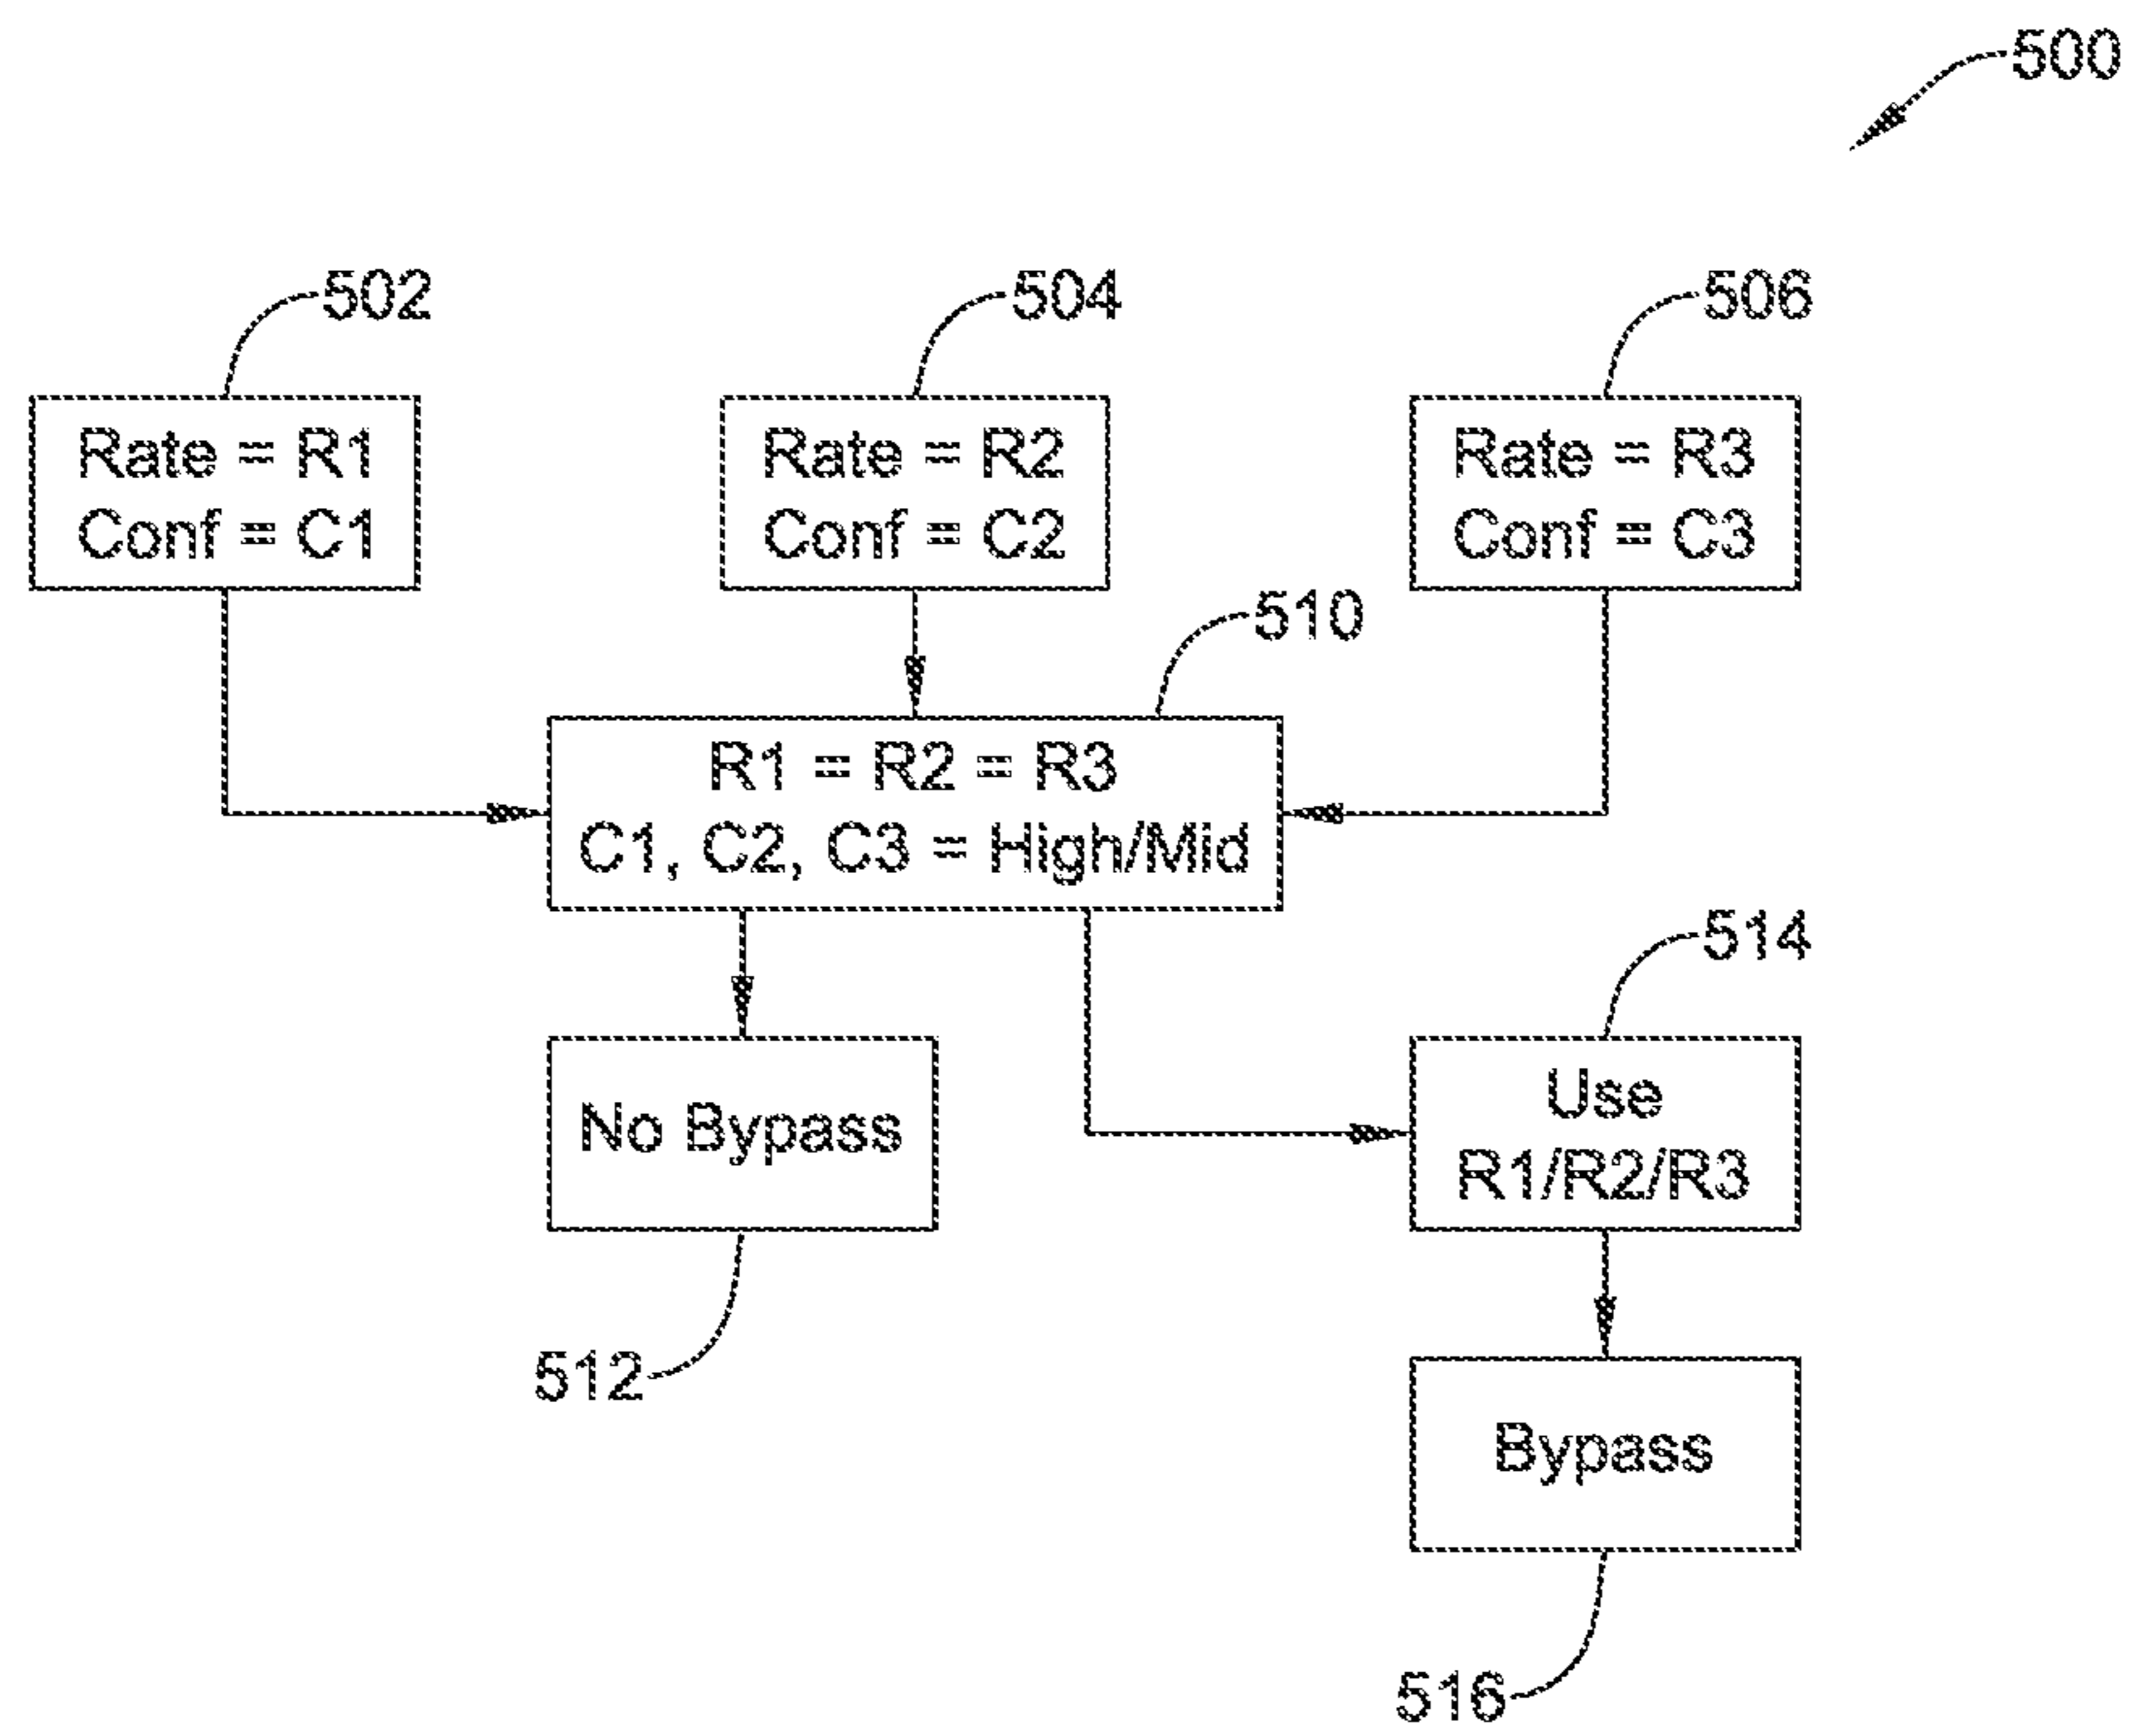 500
502
504
506
Rate = R1
Conf = C1
Rate = R2
Conf = C2
Rate = R3
Conf = C3
510
R1 = R2 = R3
C1, C2, C3 = High/Mid
514
No Bypass
Use
R1/R2/R3
512
Bypass
516